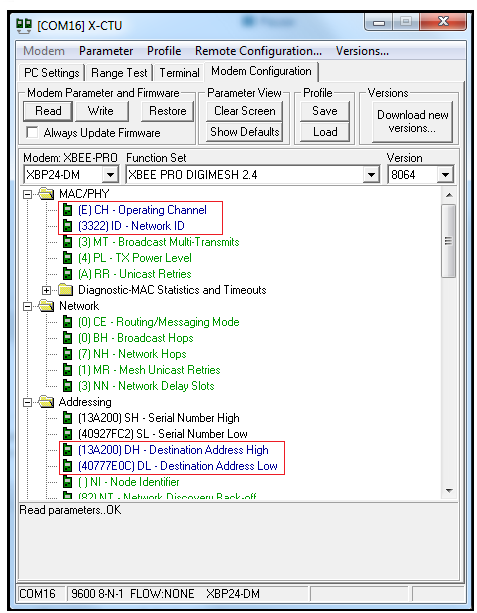 [COM16] X-CTU
Modem Parameter Profile Remote Configuration... Versions...
PC Settings Range Test Terminal Modem Configuration
Modem Parameter and Firmware Parameter View Profile Versions
Read Write Restore Clear Screen Save Download new versions...
Always Update Firmware Show Defaults Load
Modem: XBEE-PRO Function Set Version
XBP24-DM XBEE PRO DIGIMESH 2.4 8064
MAC/PHY
(E) CH - Operating Channel
(3322) ID - Network ID
(3) MT - Broadcast Multi-Transmits
(4) PL - TX Power Level
(A) RR - Unicast Retries
Diagnostic-MAC Statistics and Timeouts
Network
(0) CE - Routing/Messaging Mode
(0) BH - Broadcast Hops
(7) NH - Network Hops
(1) MR - Mesh Unicast Retries
(3) NN - Network Delay Slots
Addressing
(13A200) SH - Serial Number High
(40927FC2) SL - Serial Number Low
(13A200) DH - Destination Address High
(40777E0C) DL - Destination Address Low
( ) NI - Node Identifier
(82) NT - Network Discovery Back-off
Read parameters..OK
COM16 9600 8-N-1 FLOW:NONE XBP24-DM